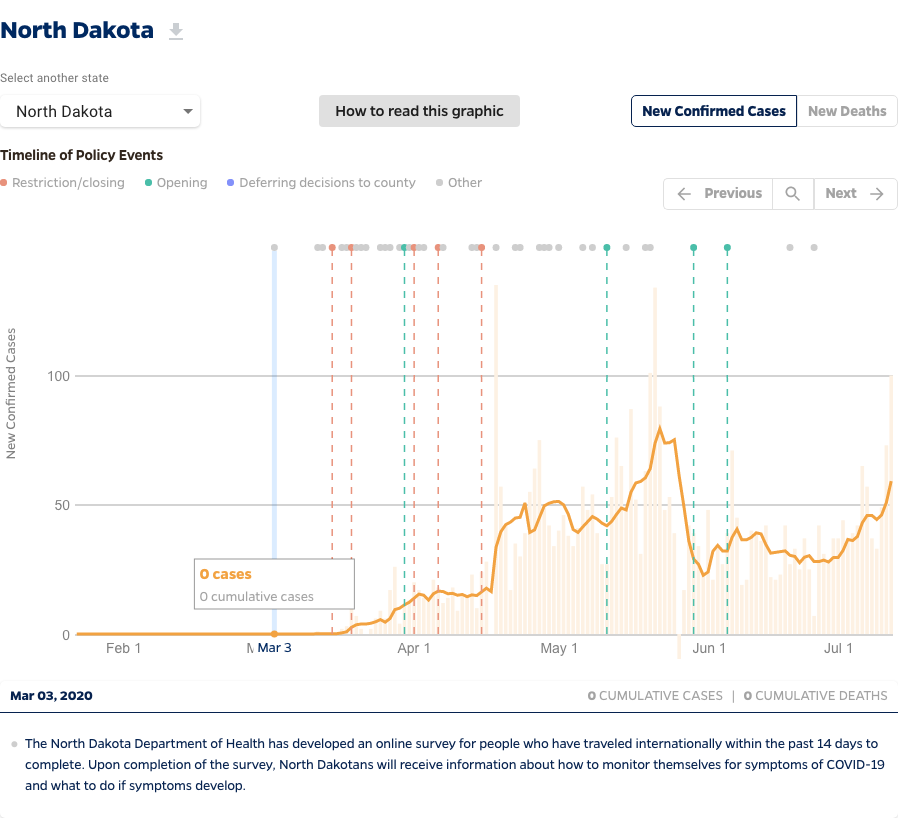 North Dakota
Select another state
North Dakota
How to read this graphic
New Confirmed Cases
New Deaths
Timeline of Policy Events
Restriction/closing
Opening
Deferring decisions to county
Other
Previous
Next
New Confirmed Cases
100
50
0
0 cases
0 cumulative cases
Feb 1
M
Mar 3
Apr 1
May 1
Jun 1
Jul 1
Mar 03, 2020
0 CUMULATIVE CASES | 0 CUMULATIVE DEATHS
The North Dakota Department of Health has developed an online survey for people who have traveled internationally within the past 14 days to
complete. Upon completion of the survey, North Dakotans will receive information about how to monitor themselves for symptoms of COVID-19
and what to do if symptoms develop.